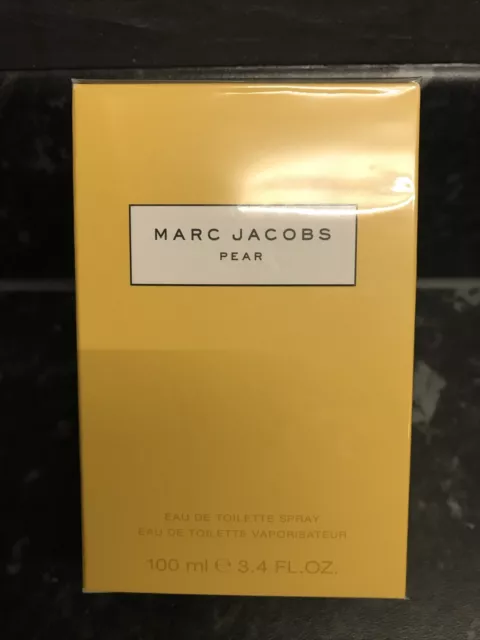 MARC JACOBS
PEAR
EAU DE TOILETTE SPRAY
EAU DE TOILETTE VAPORISATEUR
100 ml ℮ 3.4 FL.OZ.